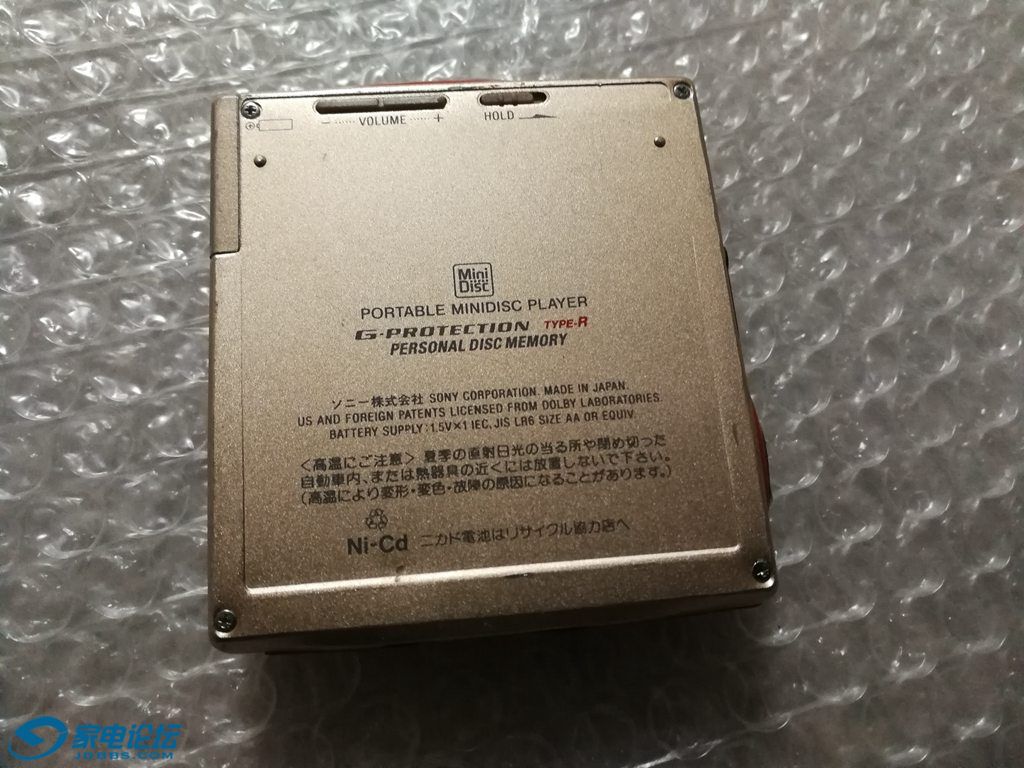 − VOLUME +
HOLD
Mini
Disc
PORTABLE MINIDISC PLAYER
G-PROTECTION TYPE-R
PERSONAL DISC MEMORY
ソニー株式会社 SONY CORPORATION. MADE IN JAPAN.
US AND FOREIGN PATENTS LICENSED FROM DOLBY LABORATORIES.
BATTERY SUPPLY:1.5V×1 IEC, JIS LR6 SIZE AA OR EQUIV.
<高温にご注意> 夏季の直射日光の当る所や閉め切った
自動車内、または熱器具の近くには放置しないで下さい。
(高温により変形・変色・故障の原因になることがあります。)
Ni-Cd ニカド電池はリサイクル協力店へ
家电论坛
JDBBS.COM